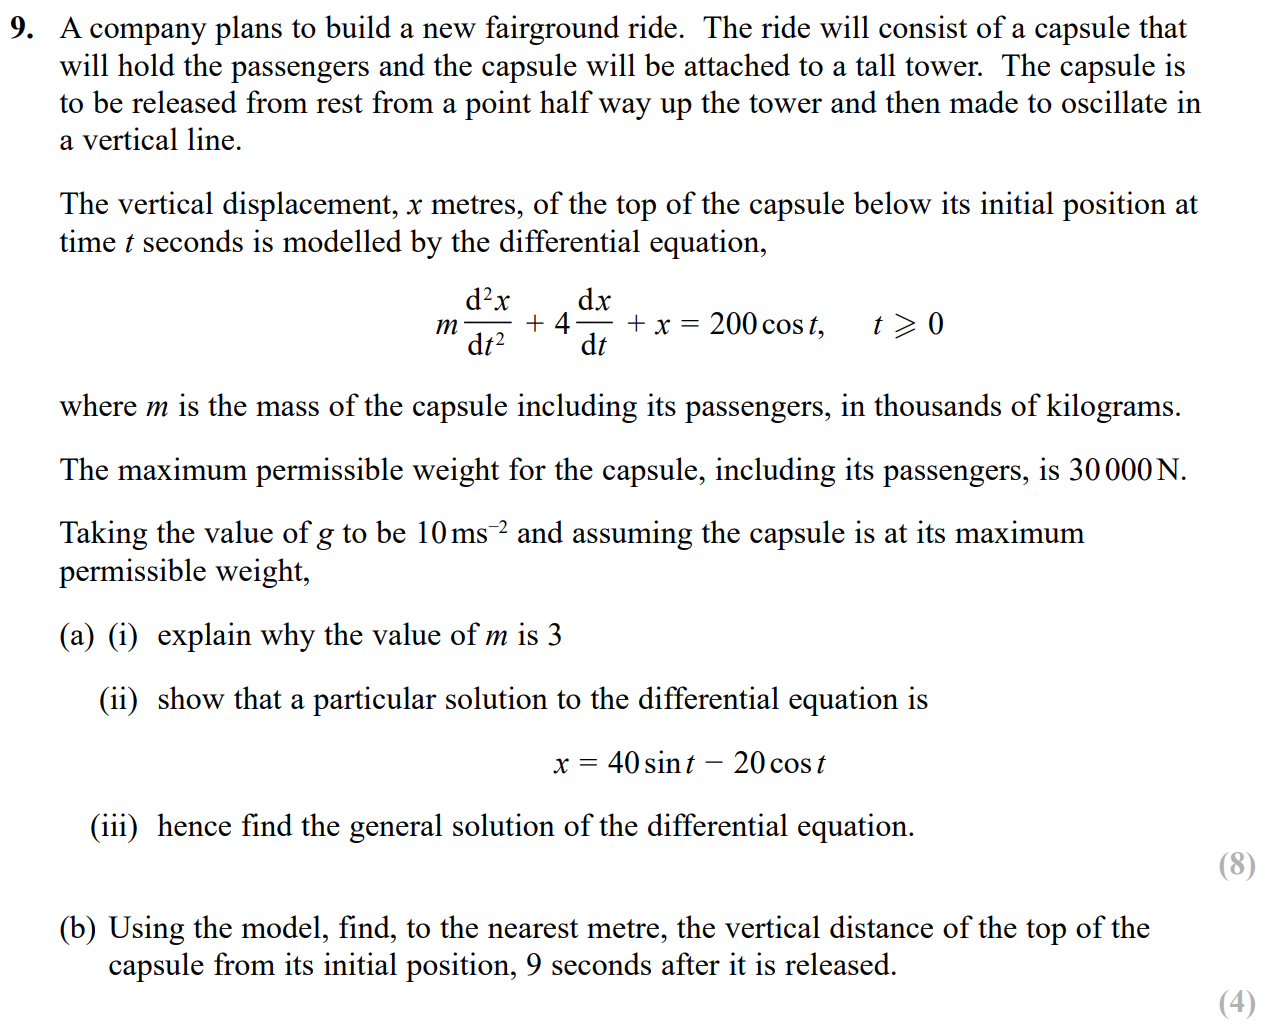 9. A company plans to build a new fairground ride. The ride will consist of a capsule that
will hold the passengers and the capsule will be attached to a tall tower. The capsule is
to be released from rest from a point half way up the tower and then made to oscillate in
a vertical line.
The vertical displacement, x metres, of the top of the capsule below its initial position at
time t seconds is modelled by the differential equation,
m d²x/dt² + 4 dx/dt + x = 200 cos t, t ⩾ 0
where m is the mass of the capsule including its passengers, in thousands of kilograms.
The maximum permissible weight for the capsule, including its passengers, is 30 000 N.
Taking the value of g to be 10 ms⁻² and assuming the capsule is at its maximum
permissible weight,
(a) (i) explain why the value of m is 3
(ii) show that a particular solution to the differential equation is
x = 40 sin t − 20 cos t
(iii) hence find the general solution of the differential equation.
(8)
(b) Using the model, find, to the nearest metre, the vertical distance of the top of the
capsule from its initial position, 9 seconds after it is released.
(4)